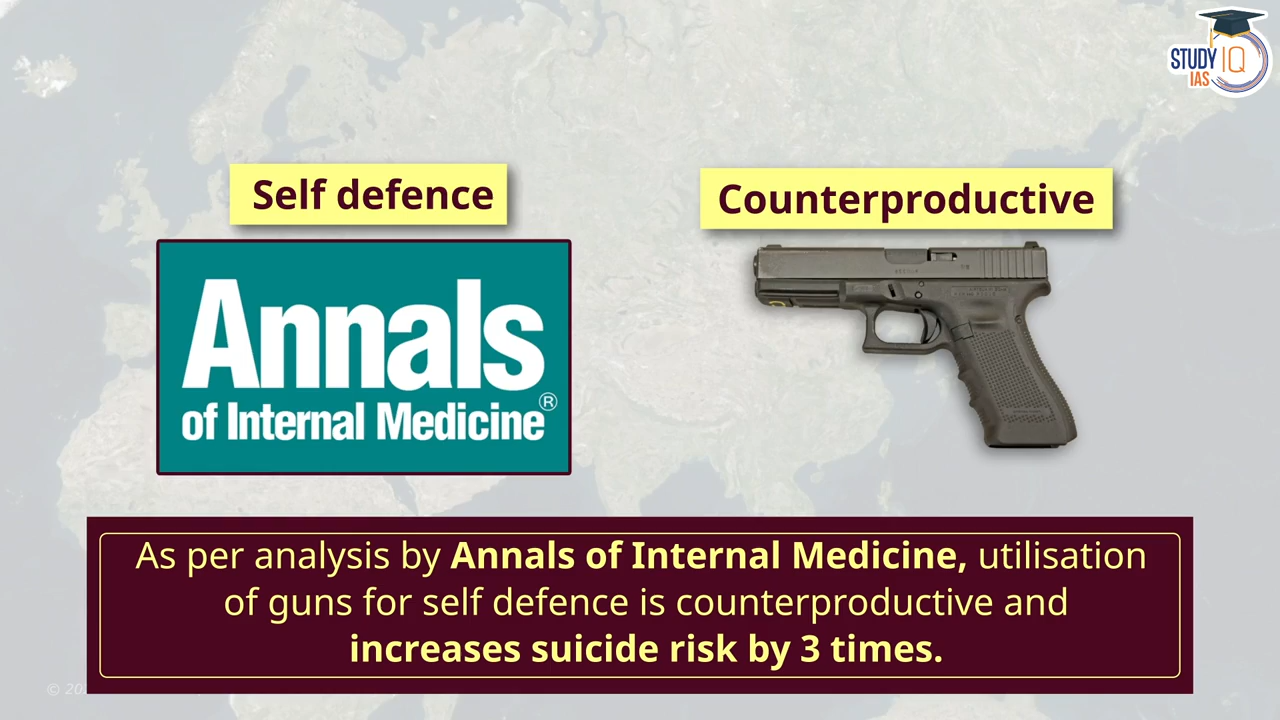 STUDY IQ
IAS
Self defence
Counterproductive
Annals
of Internal Medicine®
As per analysis by Annals of Internal Medicine, utilisation
of guns for self defence is counterproductive and
increases suicide risk by 3 times.
©